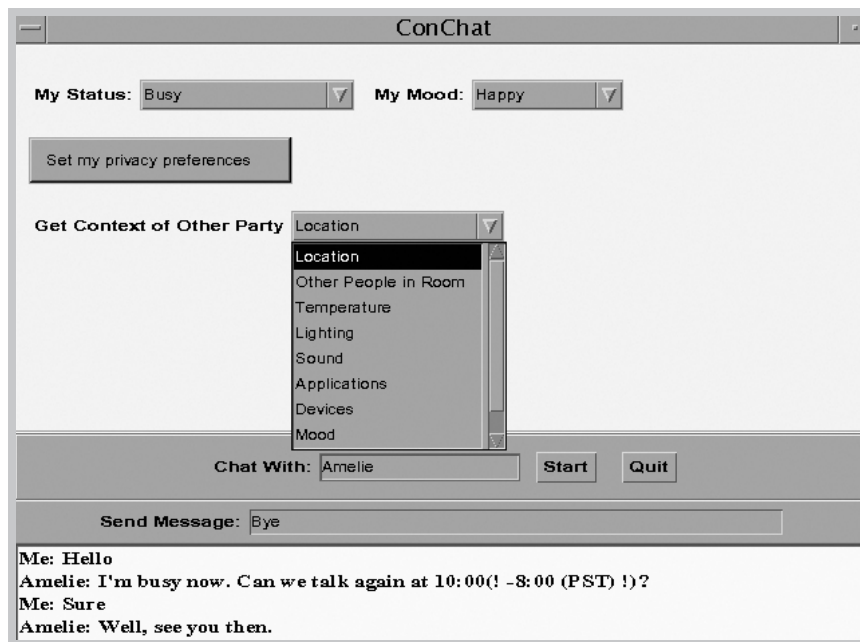 ConChat
My Status: Busy My Mood: Happy
Set my privacy preferences
Get Context of Other Party Location
Location
Other People in Room
Temperature
Lighting
Sound
Applications
Devices
Mood
Chat With: Amelie Start Quit
Send Message: Bye
Me: Hello
Amelie: I'm busy now. Can we talk again at 10:00(! -8:00 (PST) !)?
Me: Sure
Amelie: Well, see you then.